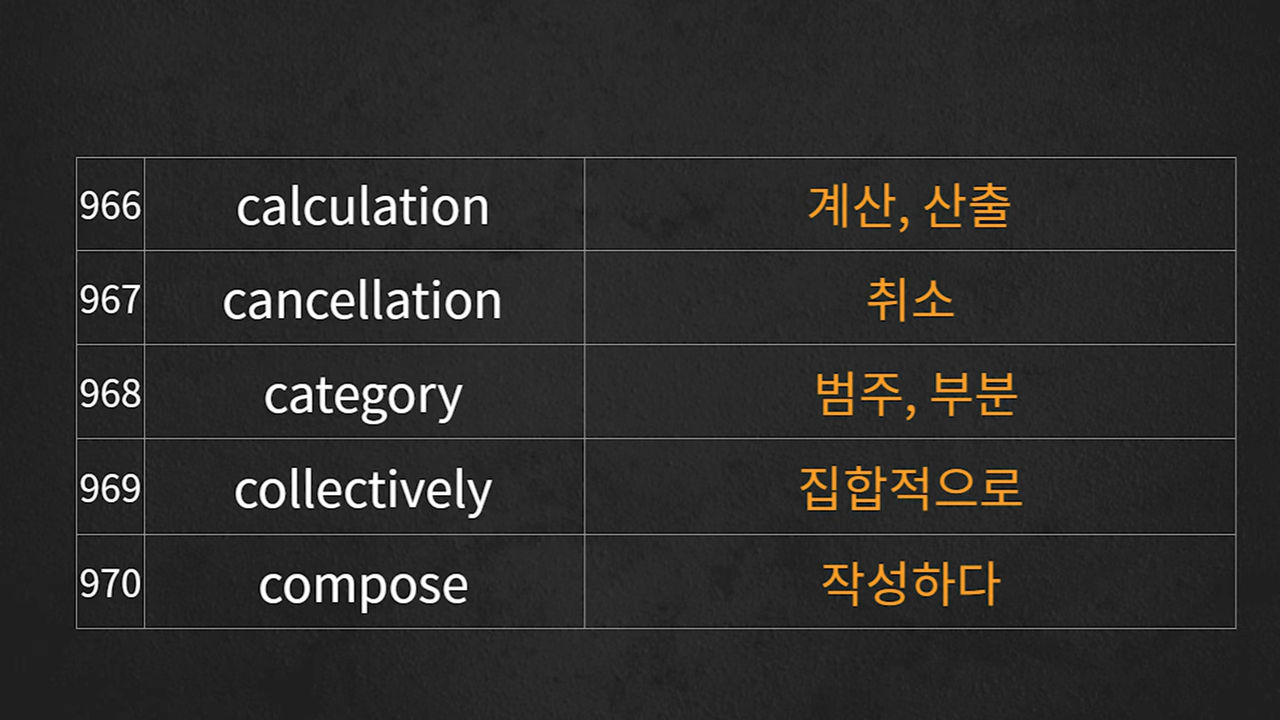 966 calculation 계산, 산출
967 cancellation 취소
968 category 범주, 부분
969 collectively 집합적으로
970 compose 작성하다